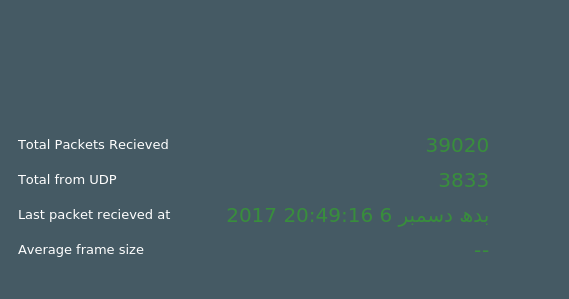 Total Packets Recieved 39020
Total from UDP 3833
Last packet recieved at بدھ دسمبر 6 20:49:16 2017
Average frame size --